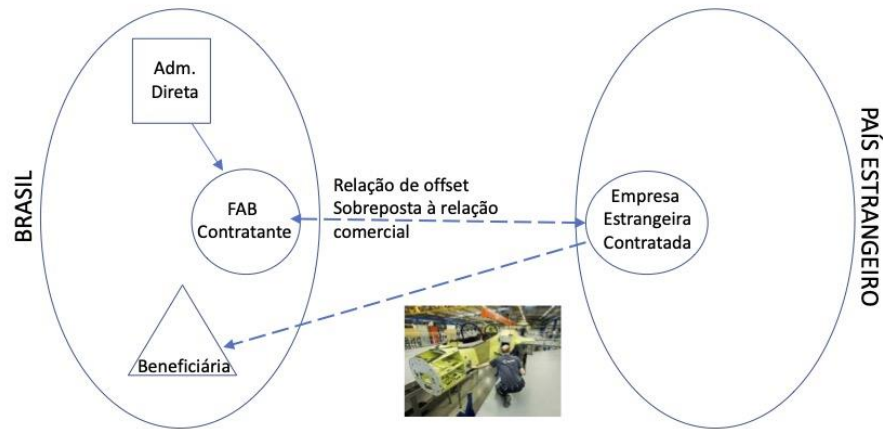 Adm.
Direta
BRASIL
FAB
Contratante
Relação de offset
Sobreposta à relação
comercial
Empresa
Estrangeira
Contratada
PAÍS ESTRANGEIRO
Beneficiária